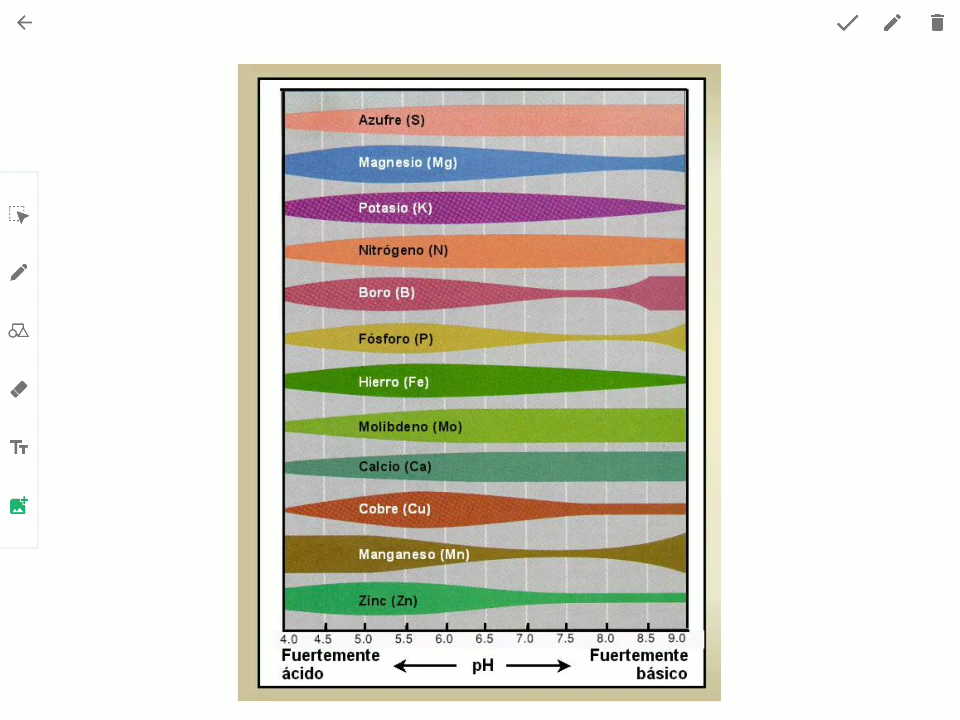 Azufre (S)
Magnesio (Mg)
Potasio (K)
Nitrógeno (N)
Boro (B)
Fósforo (P)
Hierro (Fe)
Molibdeno (Mo)
Calcio (Ca)
Cobre (Cu)
Manganeso (Mn)
Zinc (Zn)
4.0 4.5 5.0 5.5 6.0 6.5 7.0 7.5 8.0 8.5 9.0
Fuertemente ácido
pH
Fuertemente básico
Tт